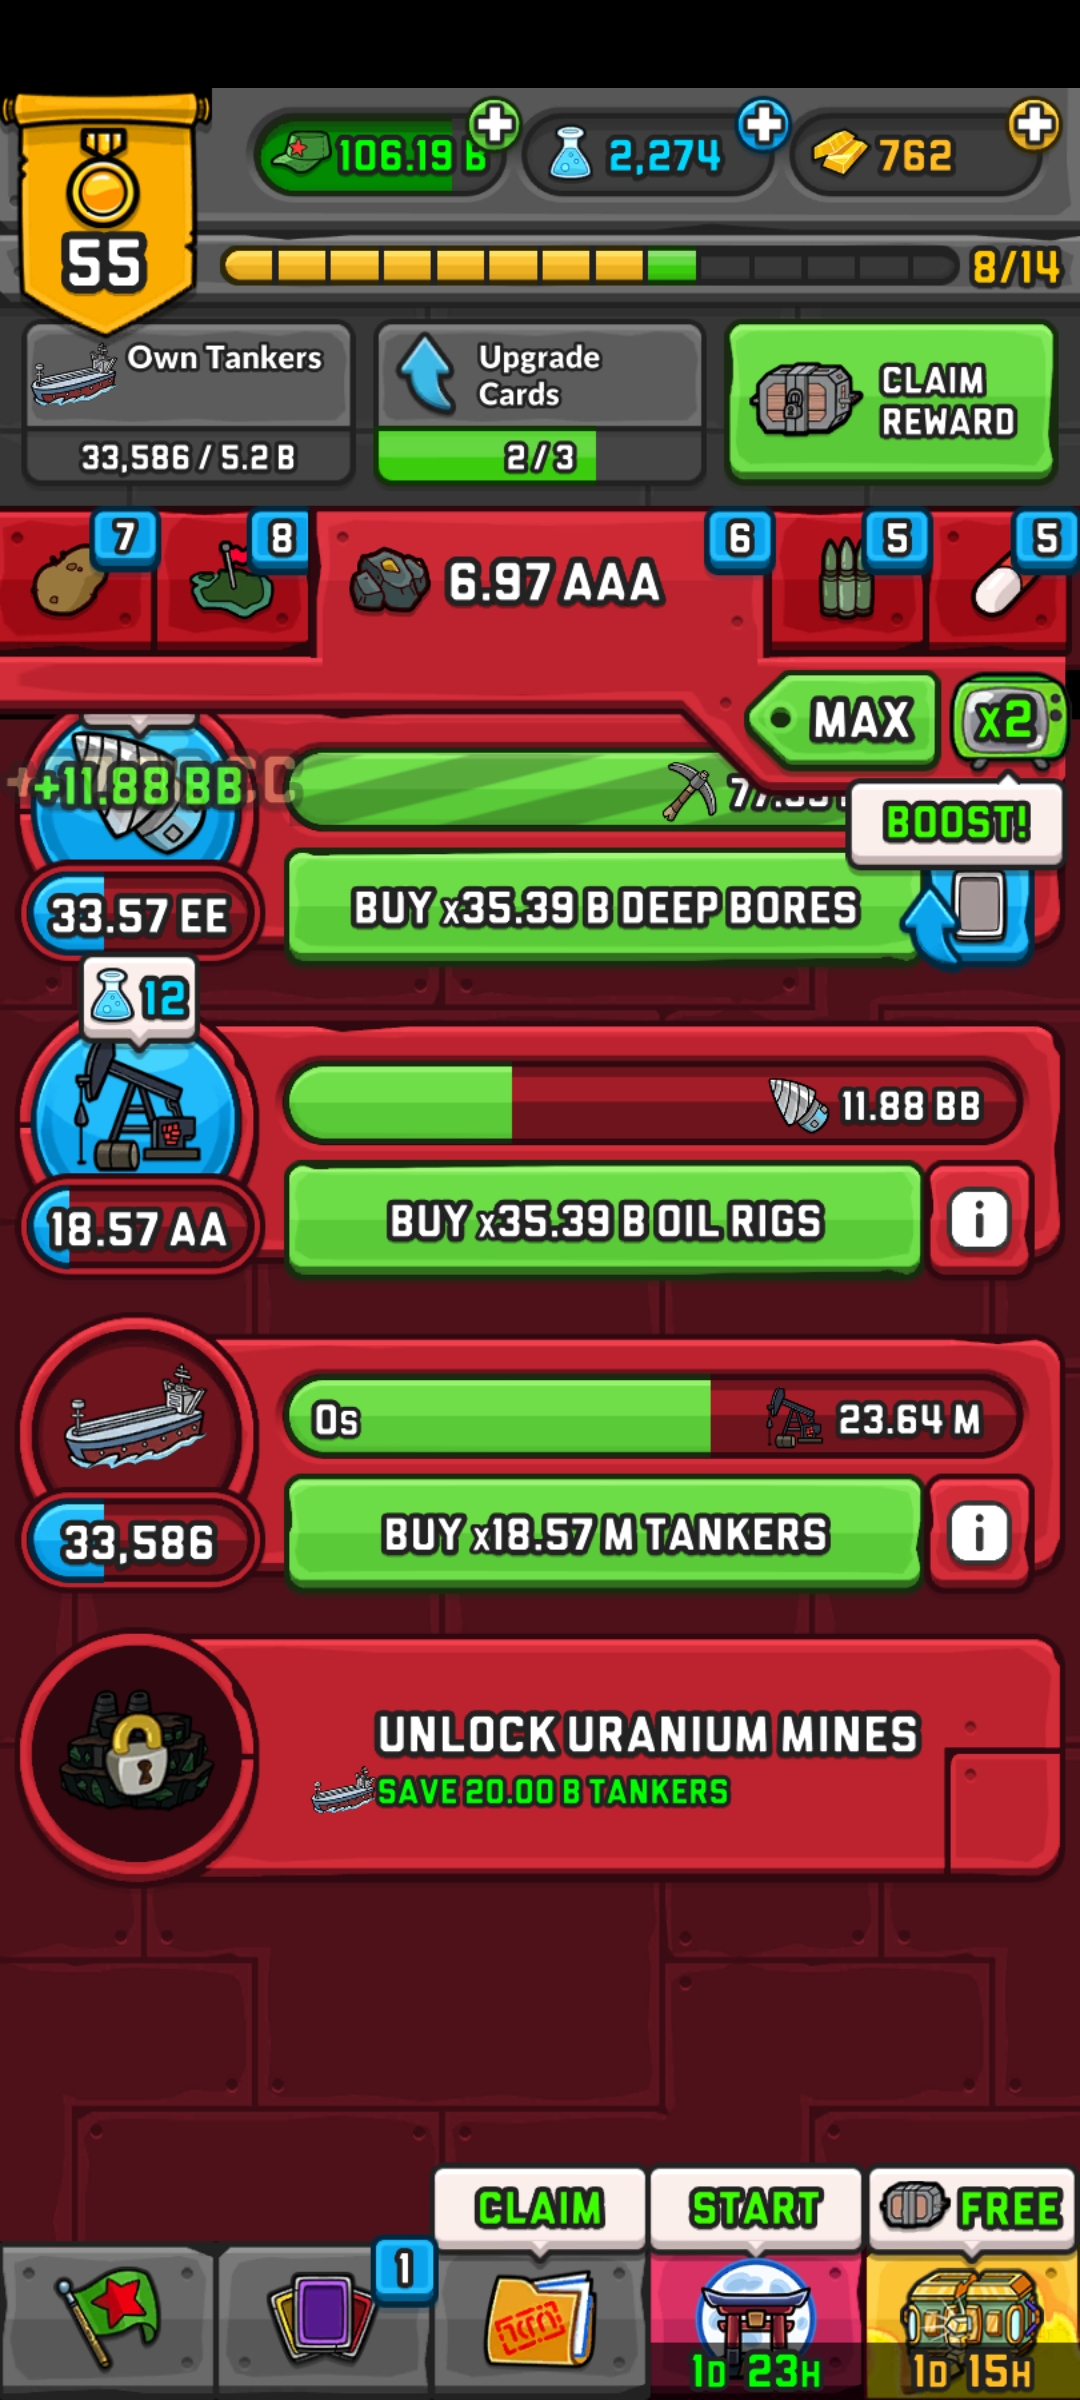 106.19 B
2,274
762
55
8/14
Own Tankers
33,586 / 5.2 B
Upgrade
Cards
2 / 3
CLAIM
REWARD
7
8
6.97 AAA
6
5
5
MAX
x2
+11.88 BB
BOOST!
33.57 EE
BUY x35.39 B DEEP BORES
12
11.88 BB
18.57 AA
BUY x35.39 B OIL RIGS
i
0s
23.64 M
33,586
BUY x18.57 M TANKERS
i
UNLOCK URANIUM MINES
SAVE 20.00 B TANKERS
CLAIM
START
FREE
1
1D 23H
1D 15H